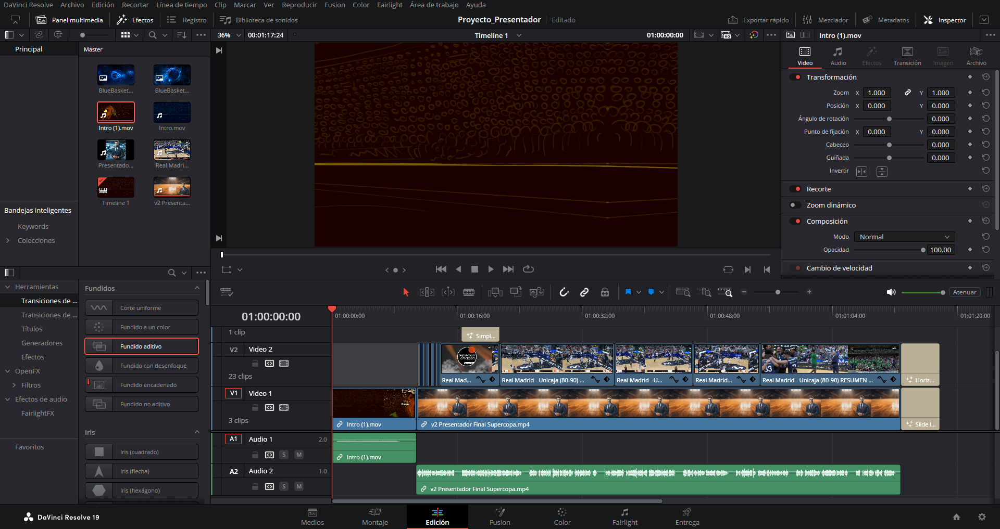 DaVinci Resolve Archivo Edición Recortar Línea de tiempo Clip Marcar Ver Reproducir Fusion Color Fairlight Área de trabajo Ayuda
Panel multimedia Efectos Registro Biblioteca de sonidos Proyecto_Presentador Editado Exportar rápido Mezclador Metadatos Inspector
36% 00:01:17:24 Timeline 1 01:00:00:00 Intro (1).mov
Principal
Master
BlueBasket... BlueBasket...
Intro (1).mov Intro.mov
Presentado... Real Madri...
Timeline 1 v2 Presenta...
Bandejas inteligentes
Keywords
Colecciones
Video Audio Efectos Transición Imagen Archivo
Transformación
Zoom X 1.000 Y 1.000
Posición X 0.000 Y 0.000
Ángulo de rotación 0.000
Punto de fijación X 0.000 Y 0.000
Cabeceo 0.000
Guiñada 0.000
Invertir
Recorte
Zoom dinámico
Composición
Modo Normal
Opacidad 100.00
Cambio de velocidad
Herramientas
Transiciones de ...
Transiciones de ...
Títulos
Generadores
Efectos
OpenFX
Filtros
Efectos de audio
FairlightFX
Favoritos
Fundidos
Corte uniforme
Fundido a un color
Fundido aditivo
Fundido con desenfoque
Fundido encadenado
Fundido no aditivo
Iris
Iris (cuadrado)
Iris (flecha)
Iris (hexágono)
Atenuar
01:00:00:00
01:00:00:00 01:00:16:00 01:00:32:00 01:00:48:00 01:01:04:00 01:01:20:00
1 clip
Simpl...
V2 Video 2
23 clips
supercopa
endesa
33
Real Mad... Real Madrid - Unicaja (80-90) ... Real Madrid - U... Real Madrid... Real Madrid - Unicaja (80-90) RESUMEN ... Horiz...
V1 Video 1
3 clips
Intro (1).mov v2 Presentador Final Supercopa.mp4 Slide I...
A1 Audio 1 2.0
S M
Intro (1).mov
A2 Audio 2 1.0
S M
v2 Presentador Final Supercopa.mp4
DaVinci Resolve 19
Medios Montaje Edición Fusion Color Fairlight Entrega